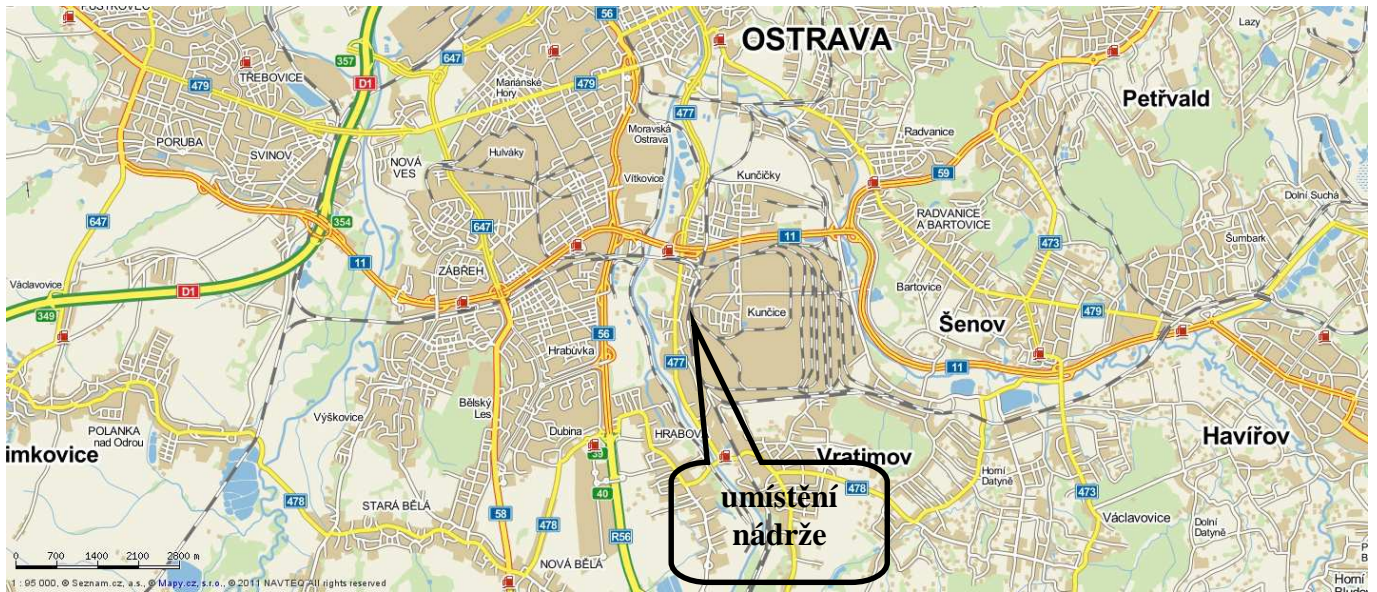 PUSTKOVEC
56
OSTRAVA
Lazy
357
647
TŘEBOVICE
D1
Mariánské
Hory
479
479
Petřvald
477
Moravská
Ostrava
Radvanice
PORUBA
SVINOV
NOVÁ
VES
Hulváky
Vítkovice
Kunčičky
59
Dolní Suchá
647
354
647
RADVANICE
A BARTOVICE
11
473
Šumbark
11
ZÁBŘEH
Václavovice
D1
349
Bartovice
Kunčice
479
Šenov
56
Hrabůvka
477
11
Výškovice
Bělský
Les
POLANKA
nad Odrou
Dubina
HRABOVÁ
Havířov
imkovice
39
Vratimov
Horní
Datyně
478
40
umístění
nádrže
478
473
STARÁ BĚLÁ
58
478
Václavovice
Dolní
Datyně
R56
0 700 1400 2100 2800 m
NOVÁ BĚLÁ
1 : 95 000, © Seznam.cz, a.s., © Mapy.cz, s.r.o., © 2011 NAVTEQ All rights reserved
Horní